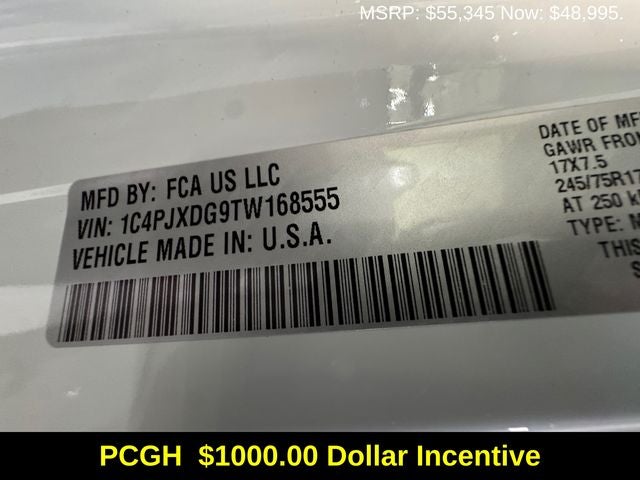 MSRP: $55,345 Now: $48,995.
MFD BY: FCA US LLC
VIN: 1C4PJXDG9TW168555
VEHICLE MADE IN: U.S.A.
DATE OF MF
GAWR FRO
17X7.5
245/75R17
AT 250 k
TYPE: M
THIS
S
PCGH $1000.00 Dollar Incentive